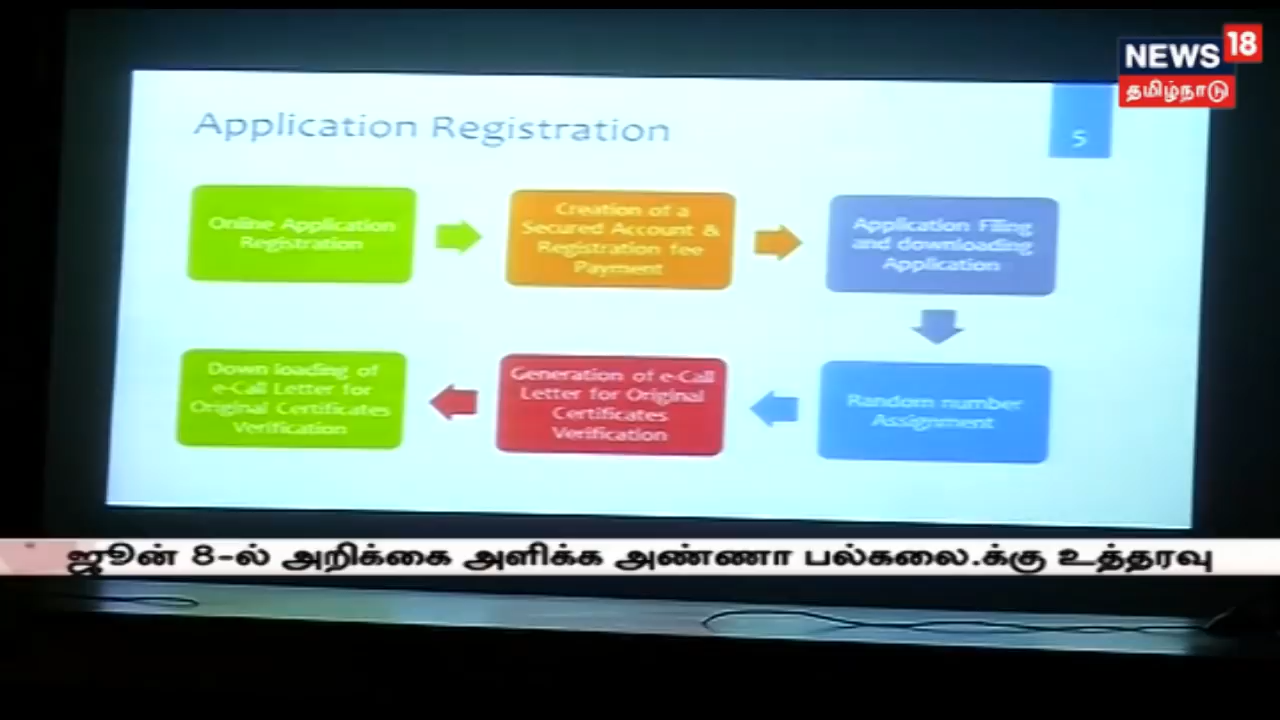 NEWS 18
தமிழ்நாடு
Application Registration
5
Online Application
Registration
Creation of a
Secured Account &
Registration fee
Payment
Application Filing
and downloading
Application
Down loading of
e-Call Letter for
Original Certificates
Verification
Generation of e-Call
Letter for Original
Certificates
Verification
Random number
Assignment
ஜூன் 8-ல் அறிக்கை அளிக்க அண்ணா பல்கலை.க்கு உத்தரவு